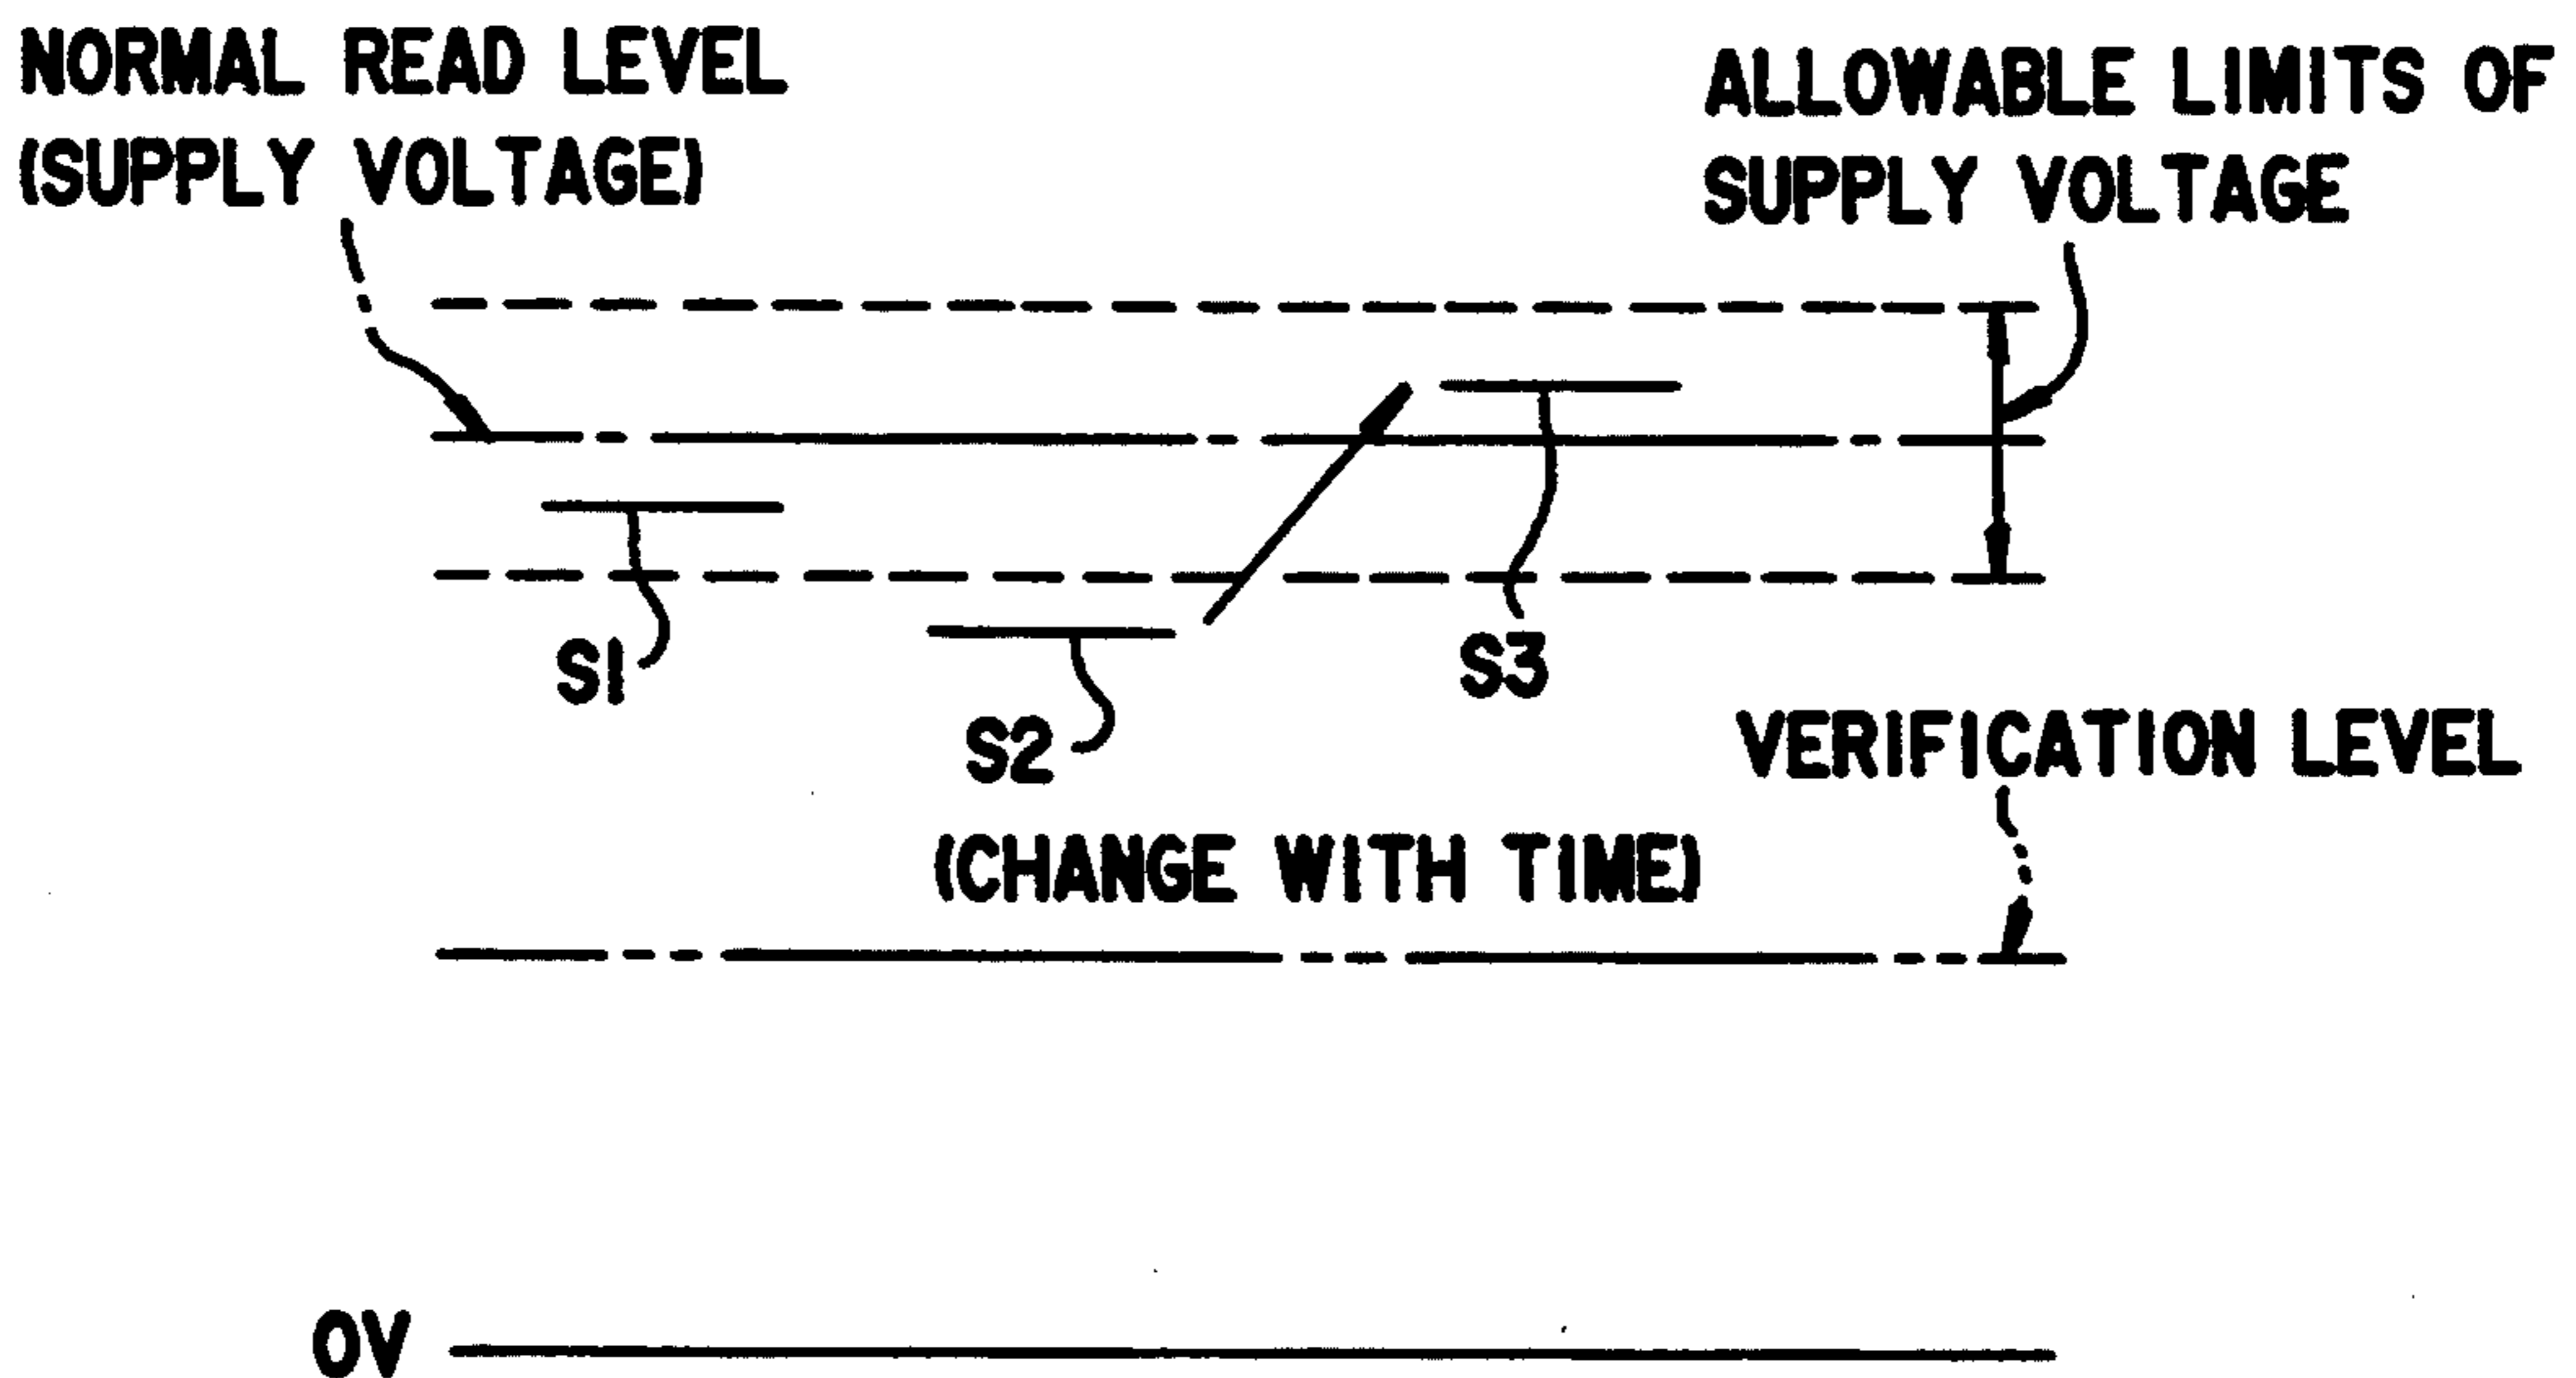 NORMAL READ LEVEL
(SUPPLY VOLTAGE)
ALLOWABLE LIMITS OF
SUPPLY VOLTAGE
S1
S2
S3
VERIFICATION LEVEL
(CHANGE WITH TIME)
0V